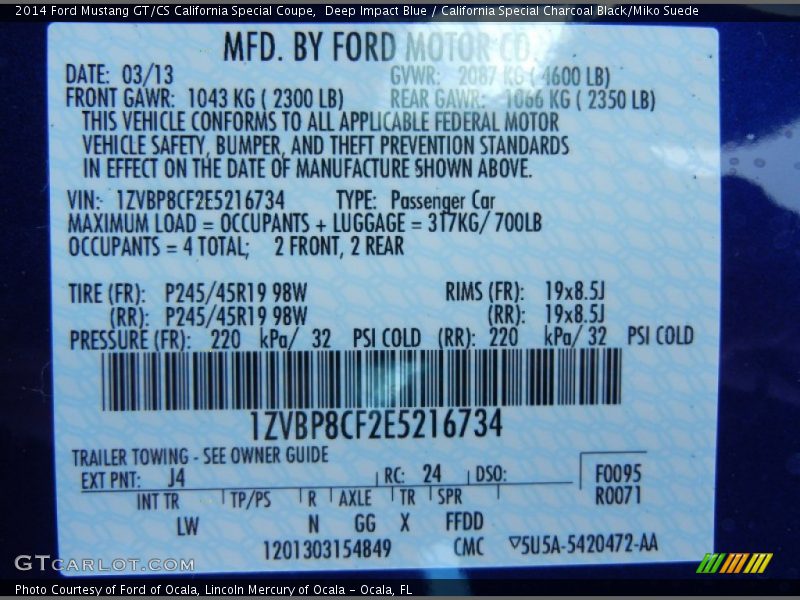 2014 Ford Mustang GT/CS California Special Coupe, Deep Impact Blue / California Special Charcoal Black/Miko Suede
MFD. BY FORD MOTOR CO.
DATE: 03/13 GVWR: 2087 KG ( 4600 LB)
FRONT GAWR: 1043 KG ( 2300 LB) REAR GAWR: 1066 KG ( 2350 LB)
THIS VEHICLE CONFORMS TO ALL APPLICABLE FEDERAL MOTOR
VEHICLE SAFETY, BUMPER, AND THEFT PREVENTION STANDARDS
IN EFFECT ON THE DATE OF MANUFACTURE SHOWN ABOVE.
VIN: 1ZVBP8CF2E5216734 TYPE: Passenger Car
MAXIMUM LOAD = OCCUPANTS + LUGGAGE = 317KG/ 700LB
OCCUPANTS = 4 TOTAL; 2 FRONT, 2 REAR
TIRE (FR): P245/45R19 98W RIMS (FR): 19x8.5J
(RR): P245/45R19 98W (RR): 19x8.5J
PRESSURE (FR): 220 kPa/ 32 PSI COLD (RR): 220 kPa/ 32 PSI COLD
1ZVBP8CF2E5216734
TRAILER TOWING - SEE OWNER GUIDE
EXT PNT: J4 RC: 24 DSO: F0095
R0071
INT TR TP/PS R AXLE TR SPR
LW N GG X FFDD
1201303154849 CMC ▽5U5A-5420472-AA
GTCARLOT.COM
Photo Courtesy of Ford of Ocala, Lincoln Mercury of Ocala - Ocala, FL